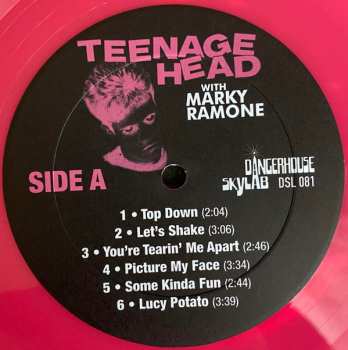 TEENAGE
HEAD
WITH
MARKY
RAMONE
SIDE A
DANGERHOUSE
SKYLAB DSL 081
1 • Top Down (2:04)
2 • Let's Shake (3:06)
3 • You're Tearin' Me Apart (2:46)
4 • Picture My Face (3:34)
5 • Some Kinda Fun (2:44)
6 • Lucy Potato (3:39)